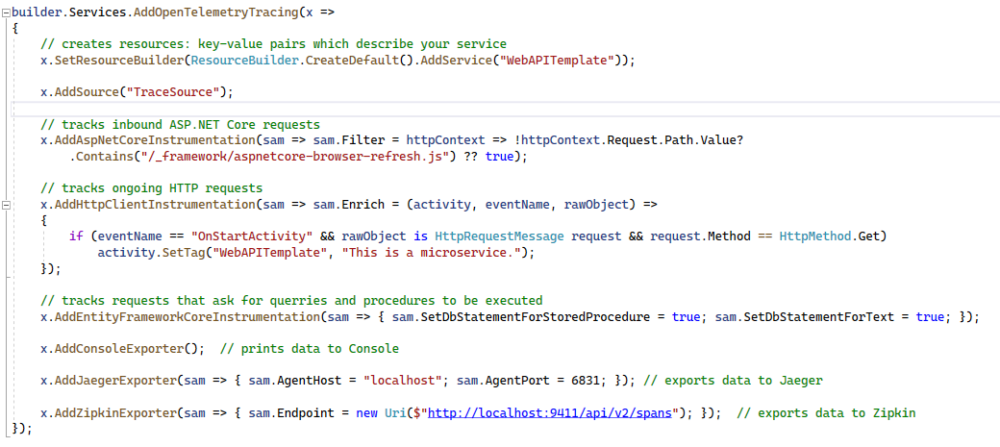 builder.Services.AddOpenTelemetryTracing(x =>
{
    // creates resources: key-value pairs which describe your service
    x.SetResourceBuilder(ResourceBuilder.CreateDefault().AddService("WebAPITemplate"));

    x.AddSource("TraceSource");

    // tracks inbound ASP.NET Core requests
    x.AddAspNetCoreInstrumentation(sam => sam.Filter = httpContext => !httpContext.Request.Path.Value?
        .Contains("/_framework/aspnetcore-browser-refresh.js") ?? true);

    // tracks ongoing HTTP requests
    x.AddHttpClientInstrumentation(sam => sam.Enrich = (activity, eventName, rawObject) =>
    {
        if (eventName == "OnStartActivity" && rawObject is HttpRequestMessage request && request.Method == HttpMethod.Get)
            activity.SetTag("WebAPITemplate", "This is a microservice.");
    });

    // tracks requests that ask for querries and procedures to be executed
    x.AddEntityFrameworkCoreInstrumentation(sam => { sam.SetDbStatementForStoredProcedure = true; sam.SetDbStatementForText = true; });

    x.AddConsoleExporter();  // prints data to Console

    x.AddJaegerExporter(sam => { sam.AgentHost = "localhost"; sam.AgentPort = 6831; }); // exports data to Jaeger

    x.AddZipkinExporter(sam => { sam.Endpoint = new Uri($"http://localhost:9411/api/v2/spans"); });  // exports data to Zipkin
});